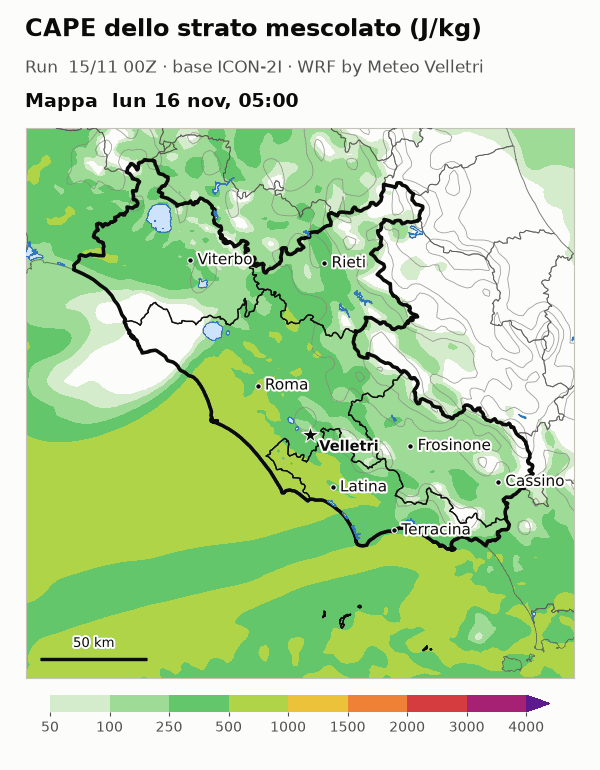 CAPE dello strato mescolato (J/kg)
Run  15/11 00Z · base ICON-2I · WRF by Meteo Velletri
Mappa  lun 16 nov, 05:00
Viterbo
Rieti
Roma
Velletri
Frosinone
Cassino
Latina
Terracina
50 km
50 100 250 500 1000 1500 2000 3000 4000